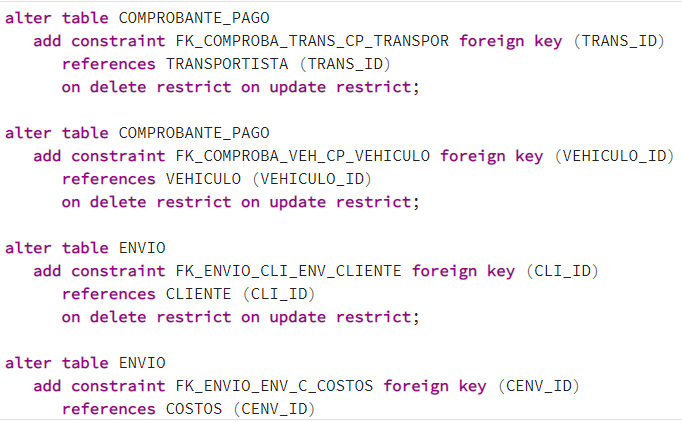 alter table COMPROBANTE_PAGO
add constraint FK_COMPROBA_TRANS_CP_TRANSPOR foreign key (TRANS_ID)
references TRANSPORTISTA (TRANS_ID)
on delete restrict on update restrict;
alter table COMPROBANTE_PAGO
add constraint FK_COMPROBA_VEH_CP_VEHICULO foreign key (VEHICULO_ID)
references VEHICULO (VEHICULO_ID)
on delete restrict on update restrict;
alter table ENVIO
add constraint FK_ENVIO_CLI_ENV_CLIENTE foreign key (CLI_ID)
references CLIENTE (CLI_ID)
on delete restrict on update restrict;
alter table ENVIO
add constraint FK_ENVIO_ENV_C_COSTOS foreign key (CENV_ID)
references COSTOS (CENV_ID)